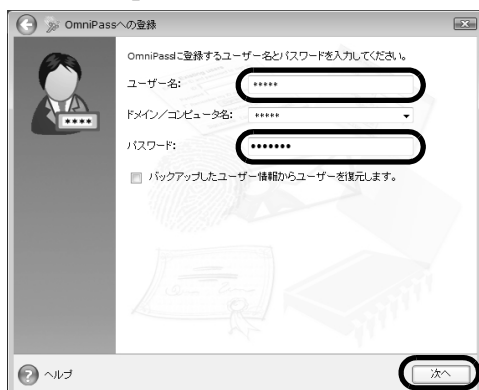 OmniPassへの登録
OmniPassに登録するユーザー名とパスワードを入力してください。
ユーザー名: *****
ドメイン／コンピュータ名: *****
パスワード: •••••••
バックアップしたユーザー情報からユーザーを復元します。
****
ヘルプ
次へ